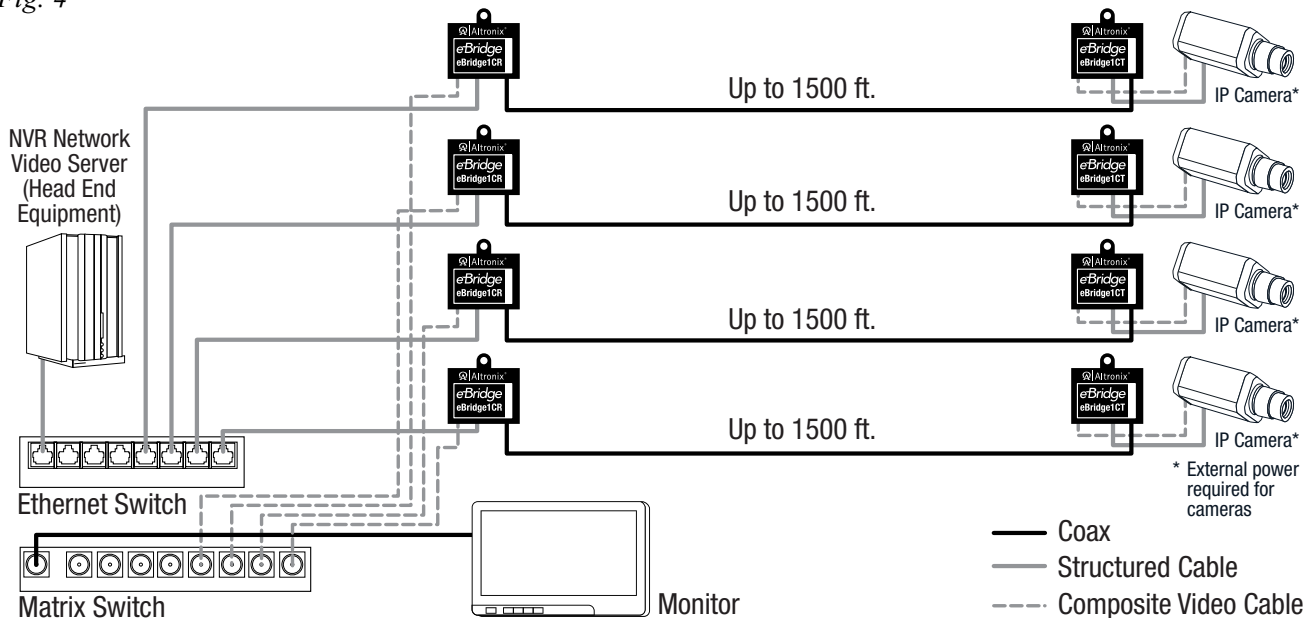 Fig. 4
Altronix
eBridge
eBridge1CR
Up to 1500 ft.
Altronix
eBridge
eBridge1CT
IP Camera*
NVR Network
Video Server
(Head End
Equipment)
Altronix
eBridge
eBridge1CR
Up to 1500 ft.
Altronix
eBridge
eBridge1CT
IP Camera*
Altronix
eBridge
eBridge1CR
Up to 1500 ft.
Altronix
eBridge
eBridge1CT
IP Camera*
Altronix
eBridge
eBridge1CR
Up to 1500 ft.
Altronix
eBridge
eBridge1CT
IP Camera*
* External power
required for
cameras
Ethernet Switch
Matrix Switch
Monitor
Coax
Structured Cable
Composite Video Cable